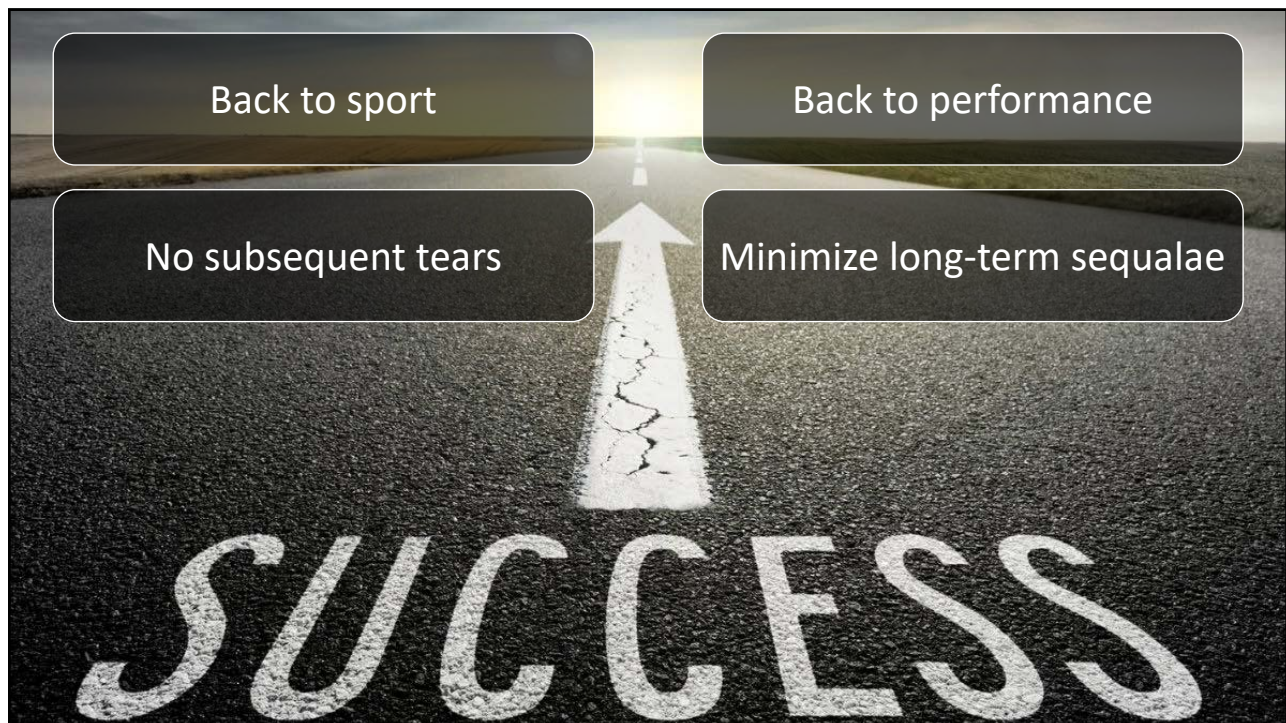 Back to sport
Back to performance
No subsequent tears
Minimize long-term sequalae
SUCCESS